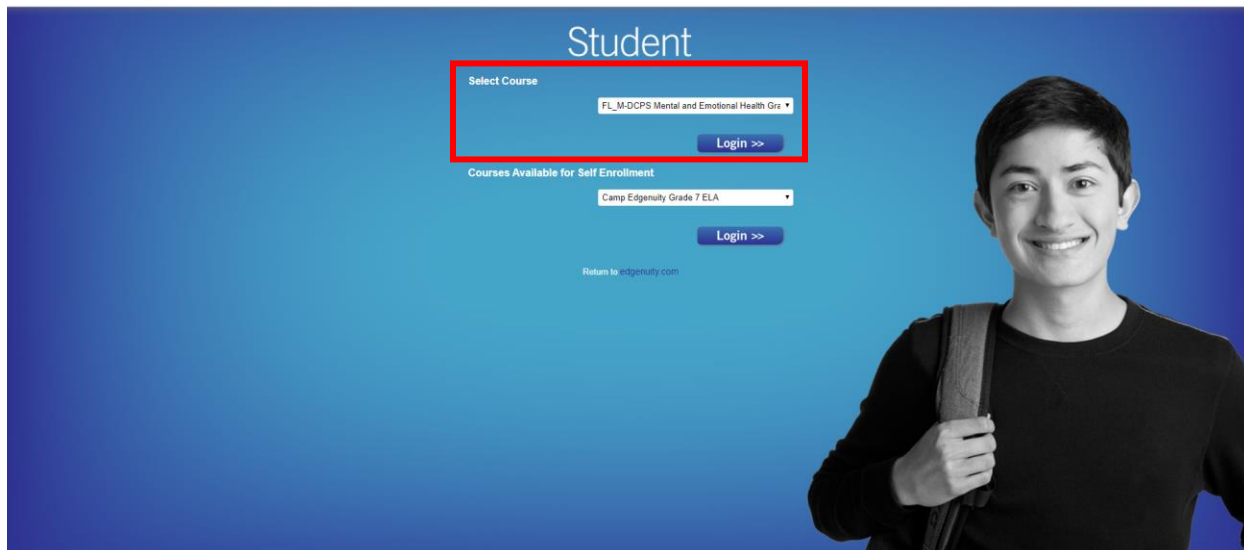 Student
Select Course
FL_M-DCPS Mental and Emotional Health Gra
Login >>
Courses Available for Self Enrollment
Camp Edgenuity Grade 7 ELA
Login >>
Return to edgenuity.com